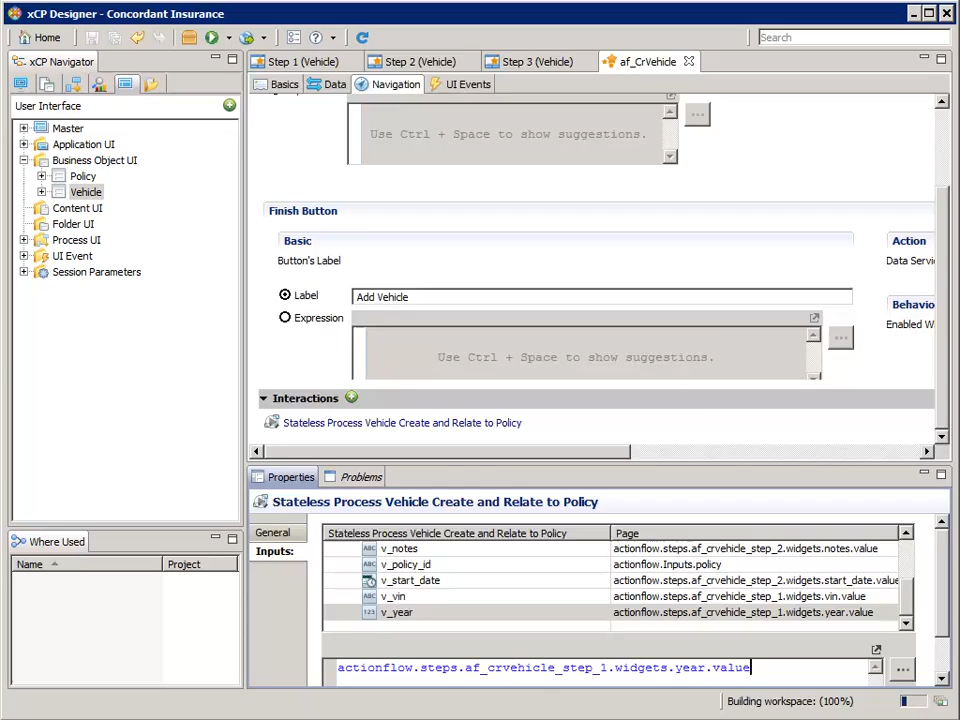 xCP Designer - Concordant Insurance
Home
Search
xCP Navigator
Step 1 (Vehicle)
Step 2 (Vehicle)
Step 3 (Vehicle)
af_CrVehicle
Basics
Data
Navigation
UI Events
User Interface
Master
Application UI
Business Object UI
Policy
Vehicle
Content UI
Folder UI
Process UI
UI Event
Session Parameters
Use Ctrl + Space to show suggestions.
...
Finish Button
Basic
Action
Button's Label
Data Servi
Label
Add Vehicle
Behavio
Expression
Enabled W
Use Ctrl + Space to show suggestions.
...
Interactions
Stateless Process Vehicle Create and Relate to Policy
Properties
Problems
Stateless Process Vehicle Create and Relate to Policy
General
Inputs:
Stateless Process Vehicle Create and Relate to Policy
Page
ABC v_notes
actionflow.steps.af_crvehicle_step_2.widgets.notes.value
ABC v_policy_id
actionflow.Inputs.policy
v_start_date
actionflow.steps.af_crvehicle_step_2.widgets.start_date.value
ABC v_vin
actionflow.steps.af_crvehicle_step_1.widgets.vin.value
123 v_year
actionflow.steps.af_crvehicle_step_1.widgets.year.value
actionflow.steps.af_crvehicle_step_1.widgets.year.value
...
Where Used
Name
Project
Building workspace: (100%)